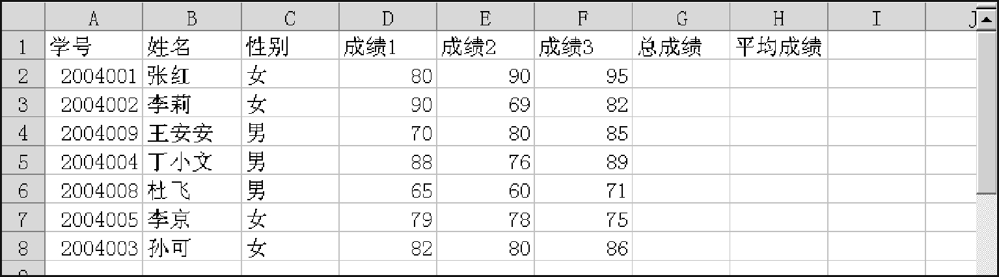 A B C D E F G H I J
1 学号 姓名 性别 成绩1 成绩2 成绩3 总成绩 平均成绩
2 2004001 张红 女 80 90 95
3 2004002 李莉 女 90 69 82
4 2004009 王安安 男 70 80 85
5 2004004 丁小文 男 88 76 89
6 2004008 杜飞 男 65 60 71
7 2004005 李京 女 79 78 75
8 2004003 孙可 女 82 80 86